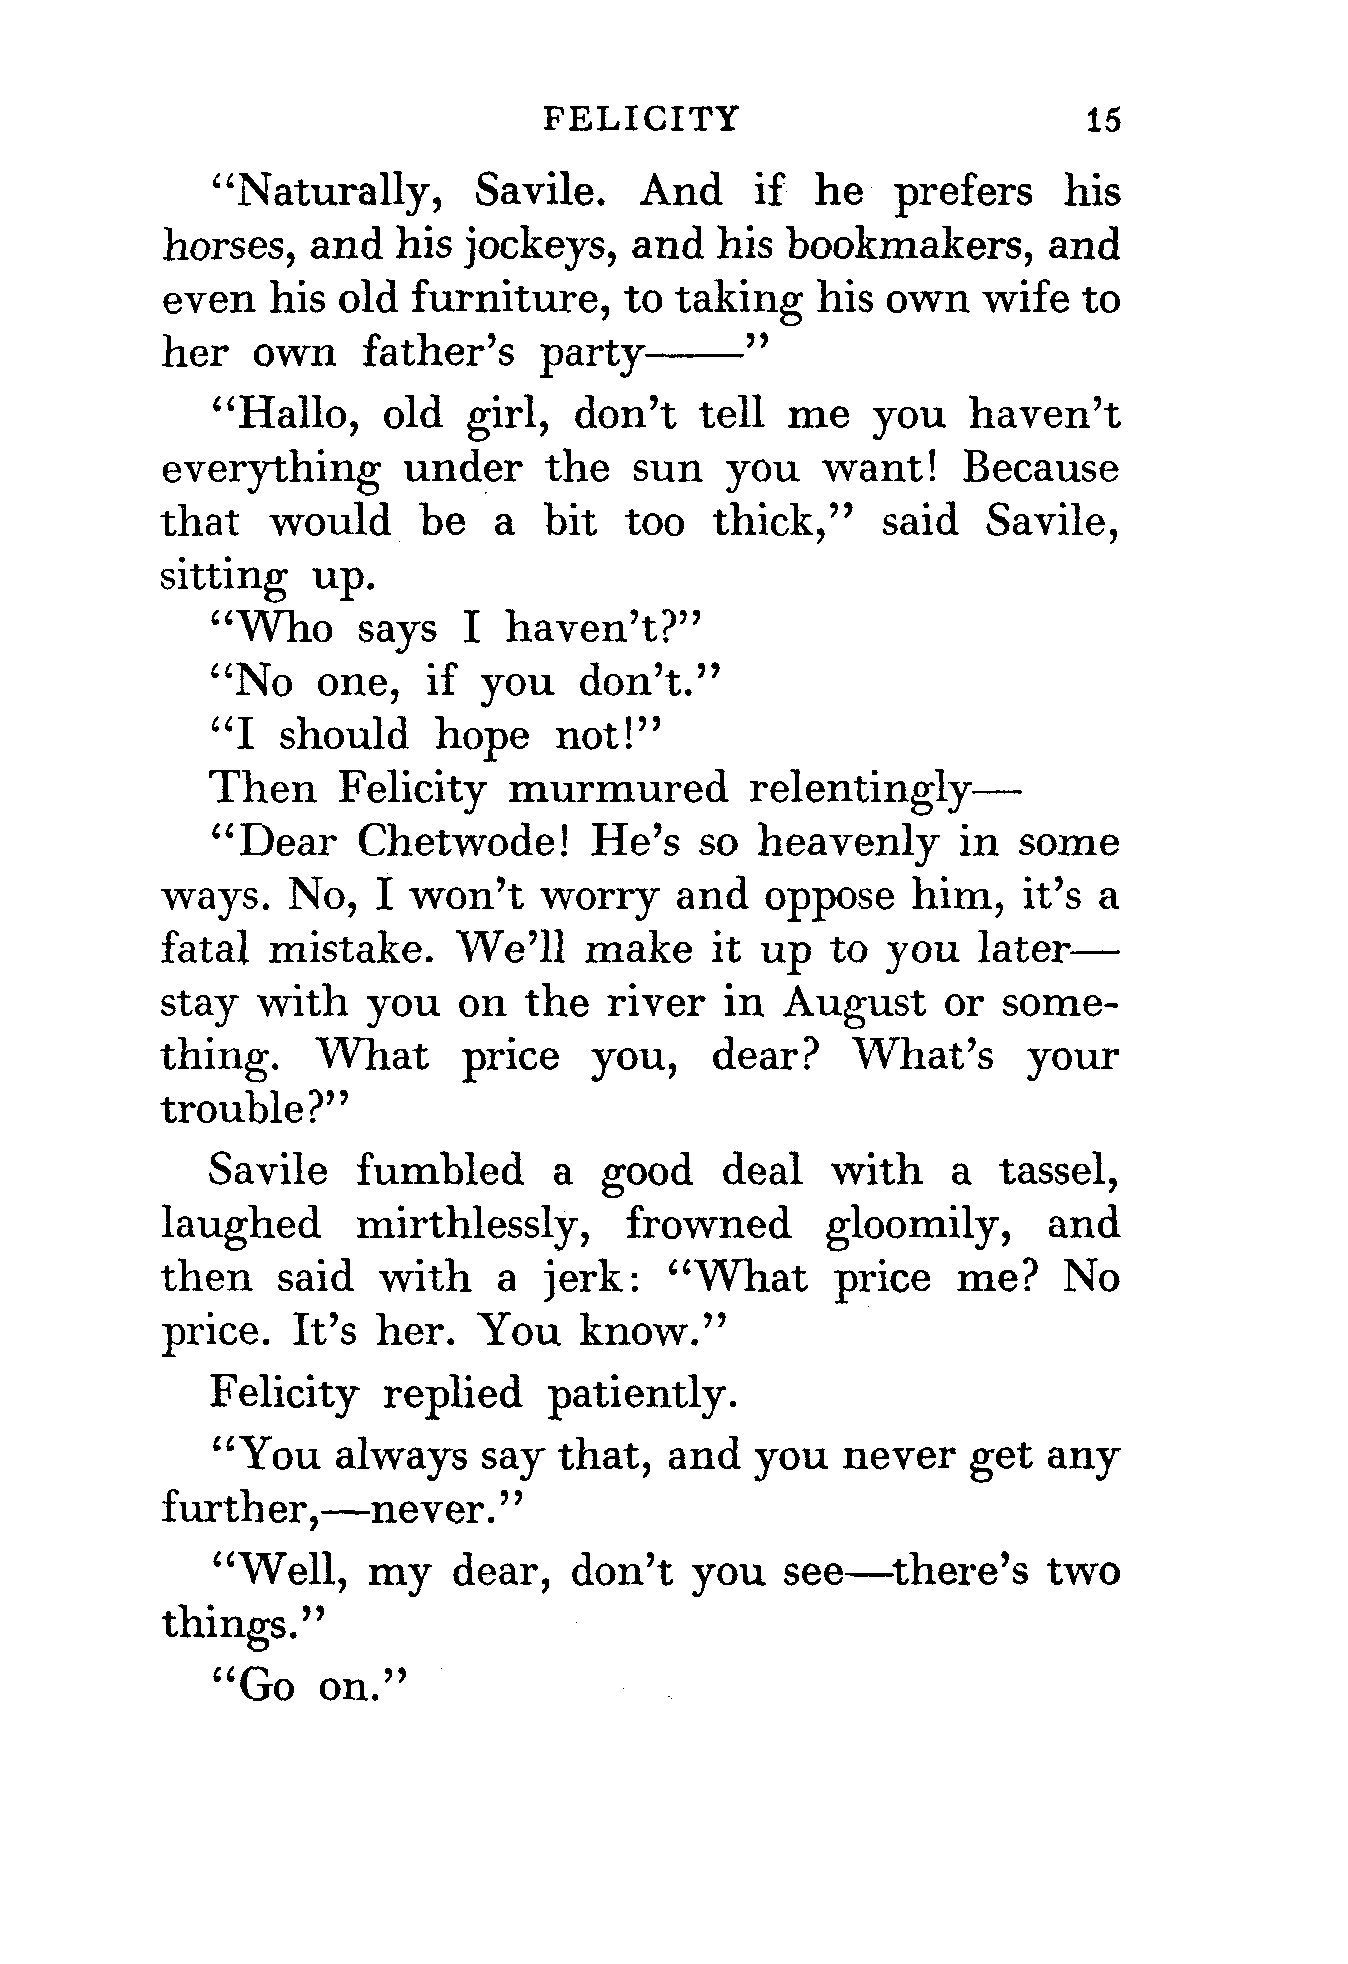 FELICITY 15
“Naturally, Savile. And if he prefers his
horses, and his jockeys, and his bookmakers, and
even his old furniture, to taking his own wife to
her own father’s party——”
“Hallo, old girl, don’t tell me you haven’t
everything under the sun you want! Because
that would be a bit too thick,” said Savile,
sitting up.
“Who says I haven’t?”
“No one, if you don’t.”
“I should hope not!”
Then Felicity murmured relentingly—
“Dear Chetwode! He’s so heavenly in some
ways. No, I won’t worry and oppose him, it’s a
fatal mistake. We’ll make it up to you later—
stay with you on the river in August or some-
thing. What price you, dear? What’s your
trouble?”
Savile fumbled a good deal with a tassel,
laughed mirthlessly, frowned gloomily, and
then said with a jerk: “What price me? No
price. It’s her. You know.”
Felicity replied patiently.
“You always say that, and you never get any
further,—never.”
“Well, my dear, don’t you see—there’s two
things.”
“Go on.”